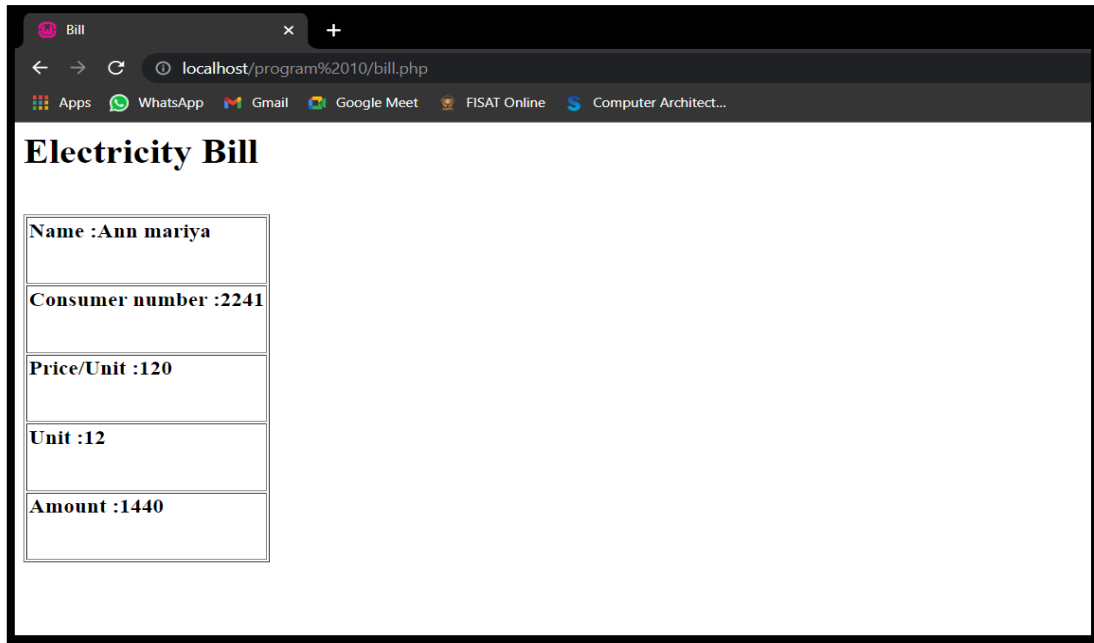 Bill
localhost/program%2010/bill.php
Apps WhatsApp Gmail Google Meet FISAT Online Computer Architect...
Electricity Bill
Name :Ann mariya
Consumer number :2241
Price/Unit :120
Unit :12
Amount :1440